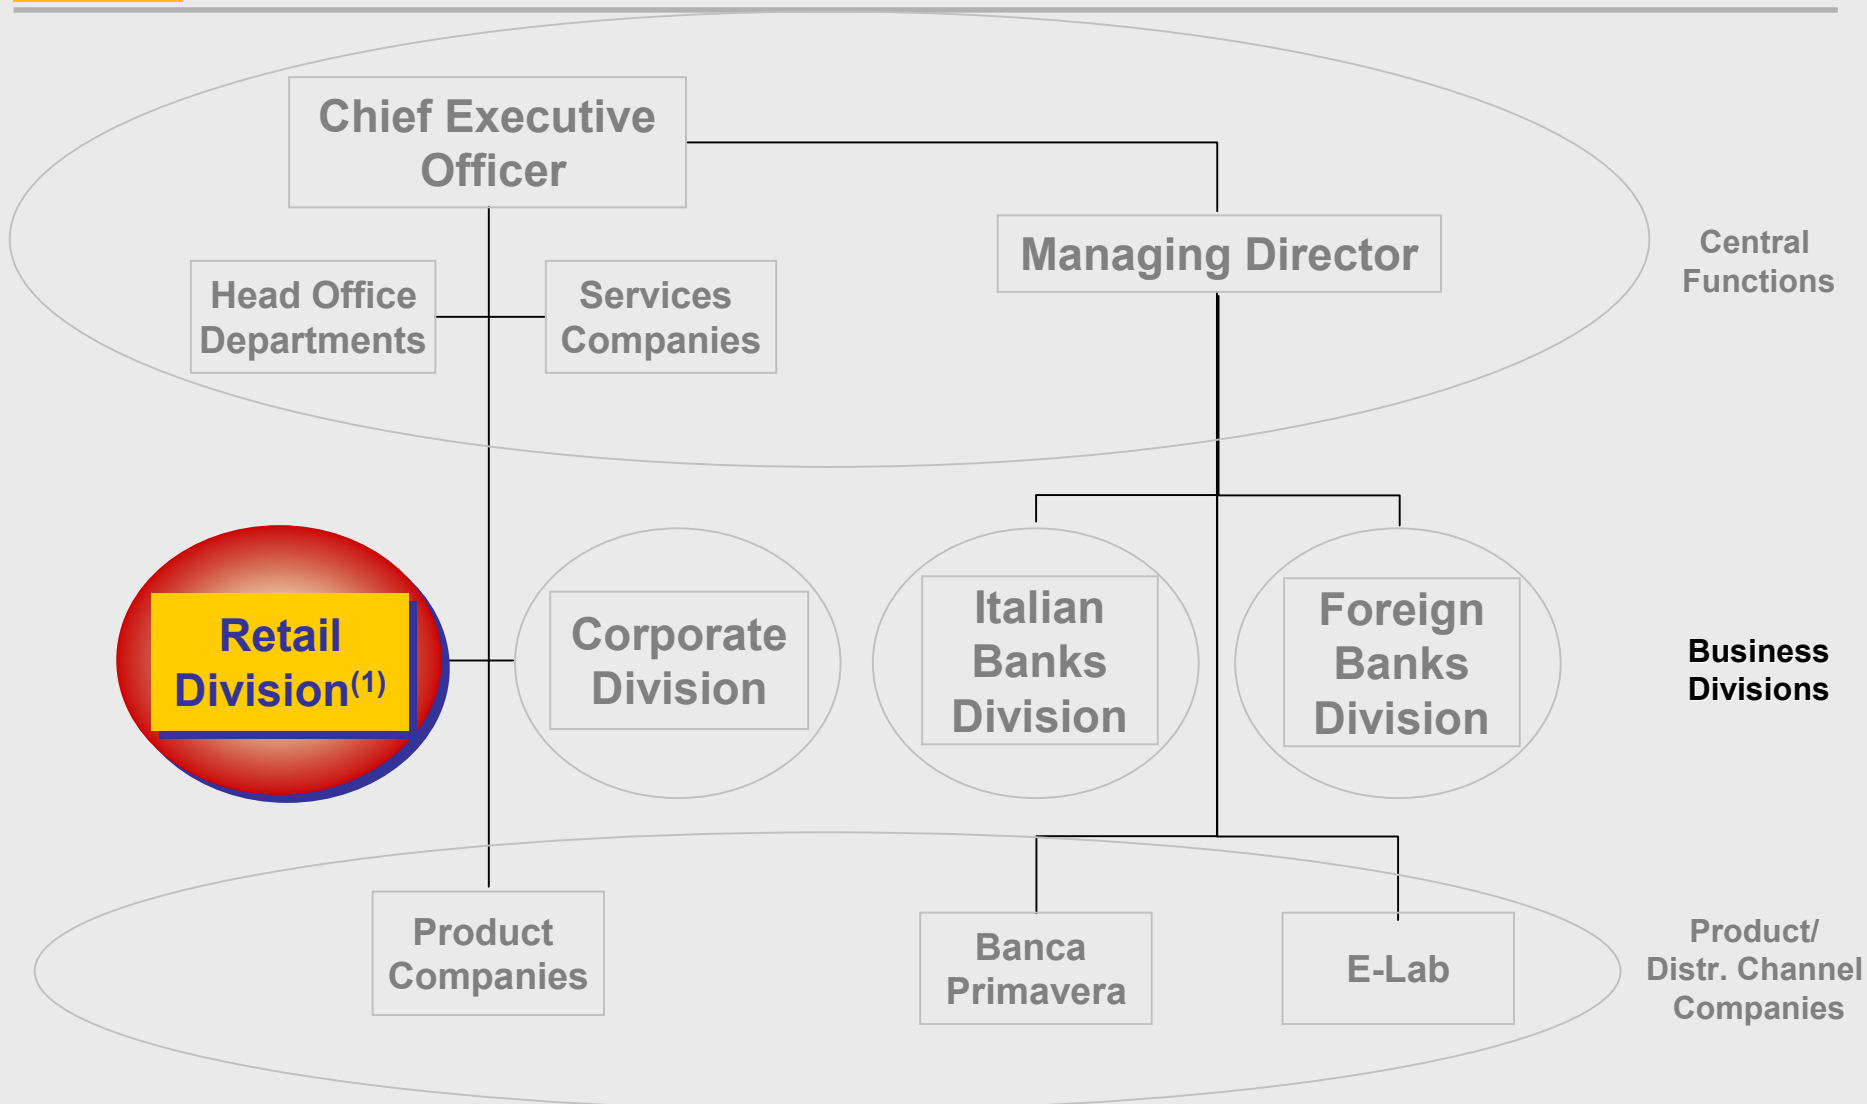 Chief Executive
Officer
Managing Director
Central
Functions
Head Office
Departments
Services
Companies
Retail
Division(1)
Corporate
Division
Italian
Banks
Division
Foreign
Banks
Division
Business
Divisions
Product
Companies
Banca
Primavera
E-Lab
Product/
Distr. Channel
Companies